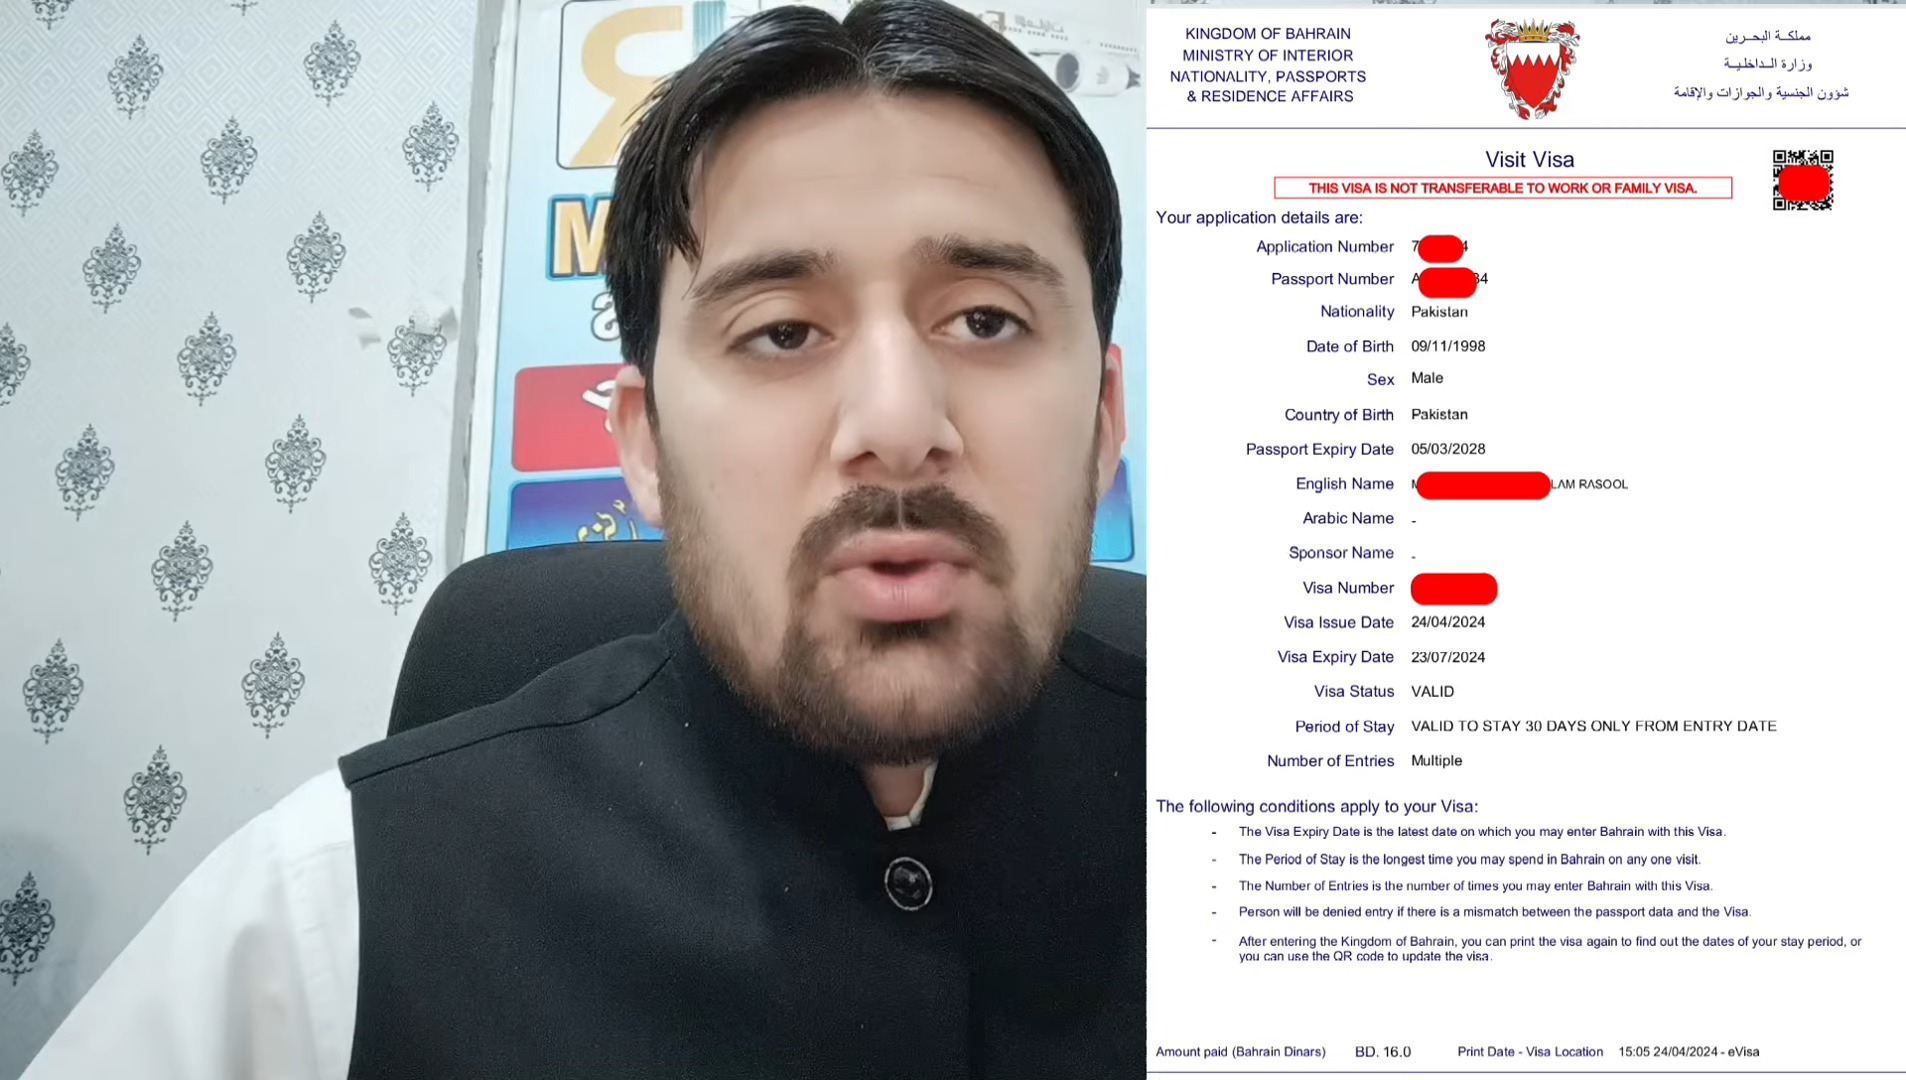 KINGDOM OF BAHRAIN
MINISTRY OF INTERIOR
NATIONALITY, PASSPORTS
& RESIDENCE AFFAIRS
مملكــة البحــرين
وزارة الــداخلـيــة
شؤون الجنسية والجوازات والإقامة
Visit Visa
THIS VISA IS NOT TRANSFERABLE TO WORK OR FAMILY VISA.
Your application details are:
Application Number 7 4
Passport Number A 34
Nationality Pakistan
Date of Birth 09/11/1998
Sex Male
Country of Birth Pakistan
Passport Expiry Date 05/03/2028
English Name M LAM RASOOL
Arabic Name -
Sponsor Name -
Visa Number
Visa Issue Date 24/04/2024
Visa Expiry Date 23/07/2024
Visa Status VALID
Period of Stay VALID TO STAY 30 DAYS ONLY FROM ENTRY DATE
Number of Entries Multiple
The following conditions apply to your Visa:
- The Visa Expiry Date is the latest date on which you may enter Bahrain with this Visa.
- The Period of Stay is the longest time you may spend in Bahrain on any one visit.
- The Number of Entries is the number of times you may enter Bahrain with this Visa.
- Person will be denied entry if there is a mismatch between the passport data and the Visa.
- After entering the Kingdom of Bahrain, you can print the visa again to find out the dates of your stay period, or
you can use the QR code to update the visa.
Amount paid (Bahrain Dinars) BD. 16.0 Print Date - Visa Location 15:05 24/04/2024 - eVisa